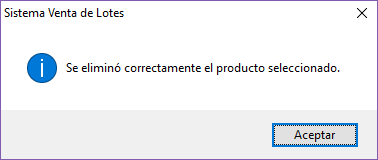 Sistema Venta de Lotes
Se eliminó correctamente el producto seleccionado.
Aceptar